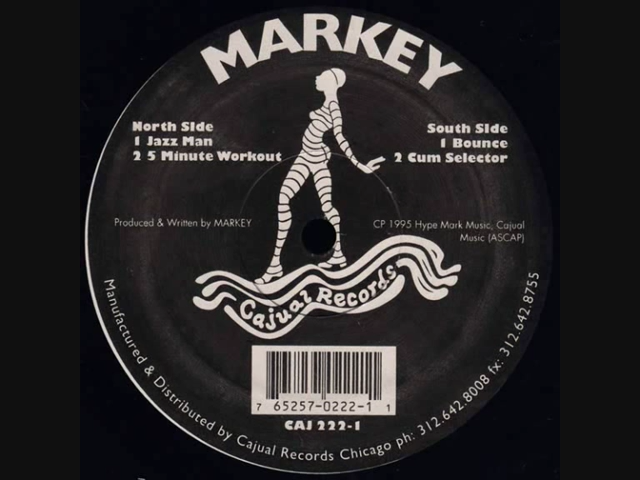 MARKEY
North Side
1 Jazz Man
2 5 Minute Workout
South Side
1 Bounce
2 Cum Selector
Produced & Written by MARKEY
CP 1995 Hype Mark Music, Cajual
Music (ASCAP)
Cajual Records
7 65257-0222-1 1
CAJ 222-1
Manufactured & Distributed by Cajual Records Chicago ph: 312.642.8008 fx: 312.642.8755